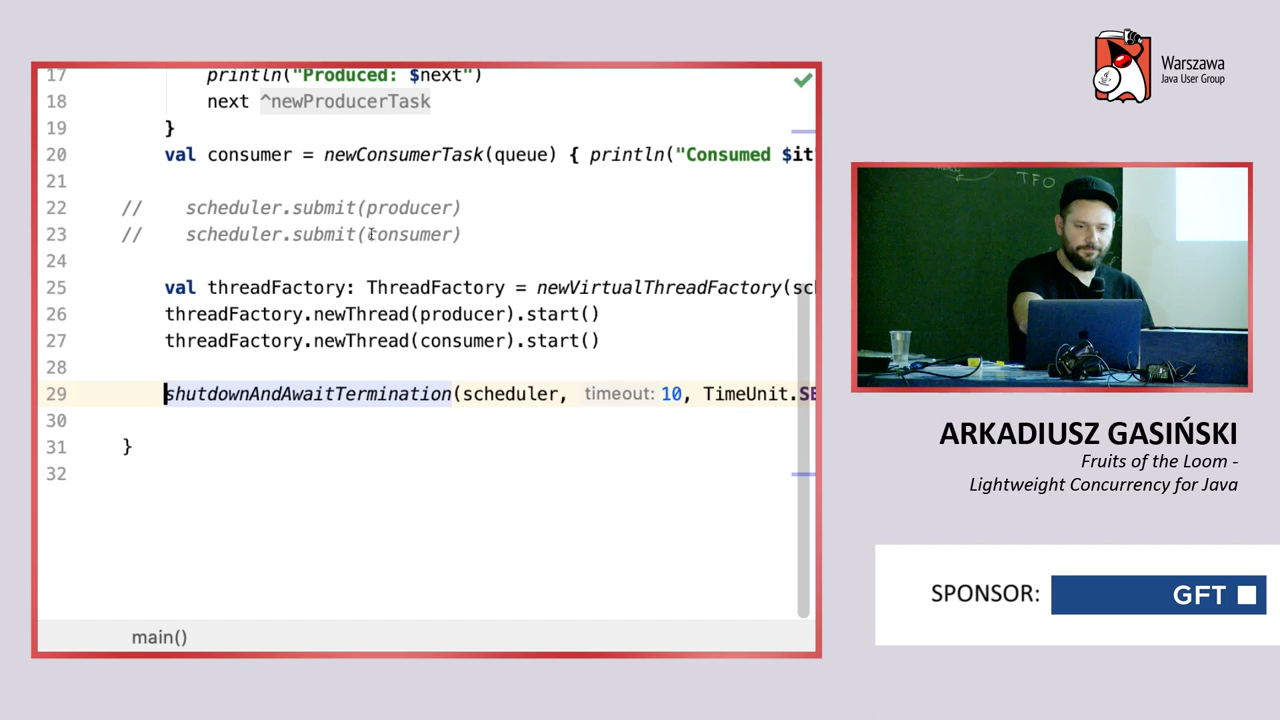 17 println("Produced: $next")
18 next ^newProducerTask
19 }
20 val consumer = newConsumerTask(queue) { println("Consumed $it"
21
22 // scheduler.submit(producer)
23 // scheduler.submit(consumer)
24
25 val threadFactory: ThreadFactory = newVirtualThreadFactory(sc
26 threadFactory.newThread(producer).start()
27 threadFactory.newThread(consumer).start()
28
29 shutdownAndAwaitTermination(scheduler, timeout: 10, TimeUnit.SE
30
31 }
32
main()
Warszawa
Java User Group
TFO
ARKADIUSZ GASIŃSKI
Fruits of the Loom -
Lightweight Concurrency for Java
SPONSOR: GFT